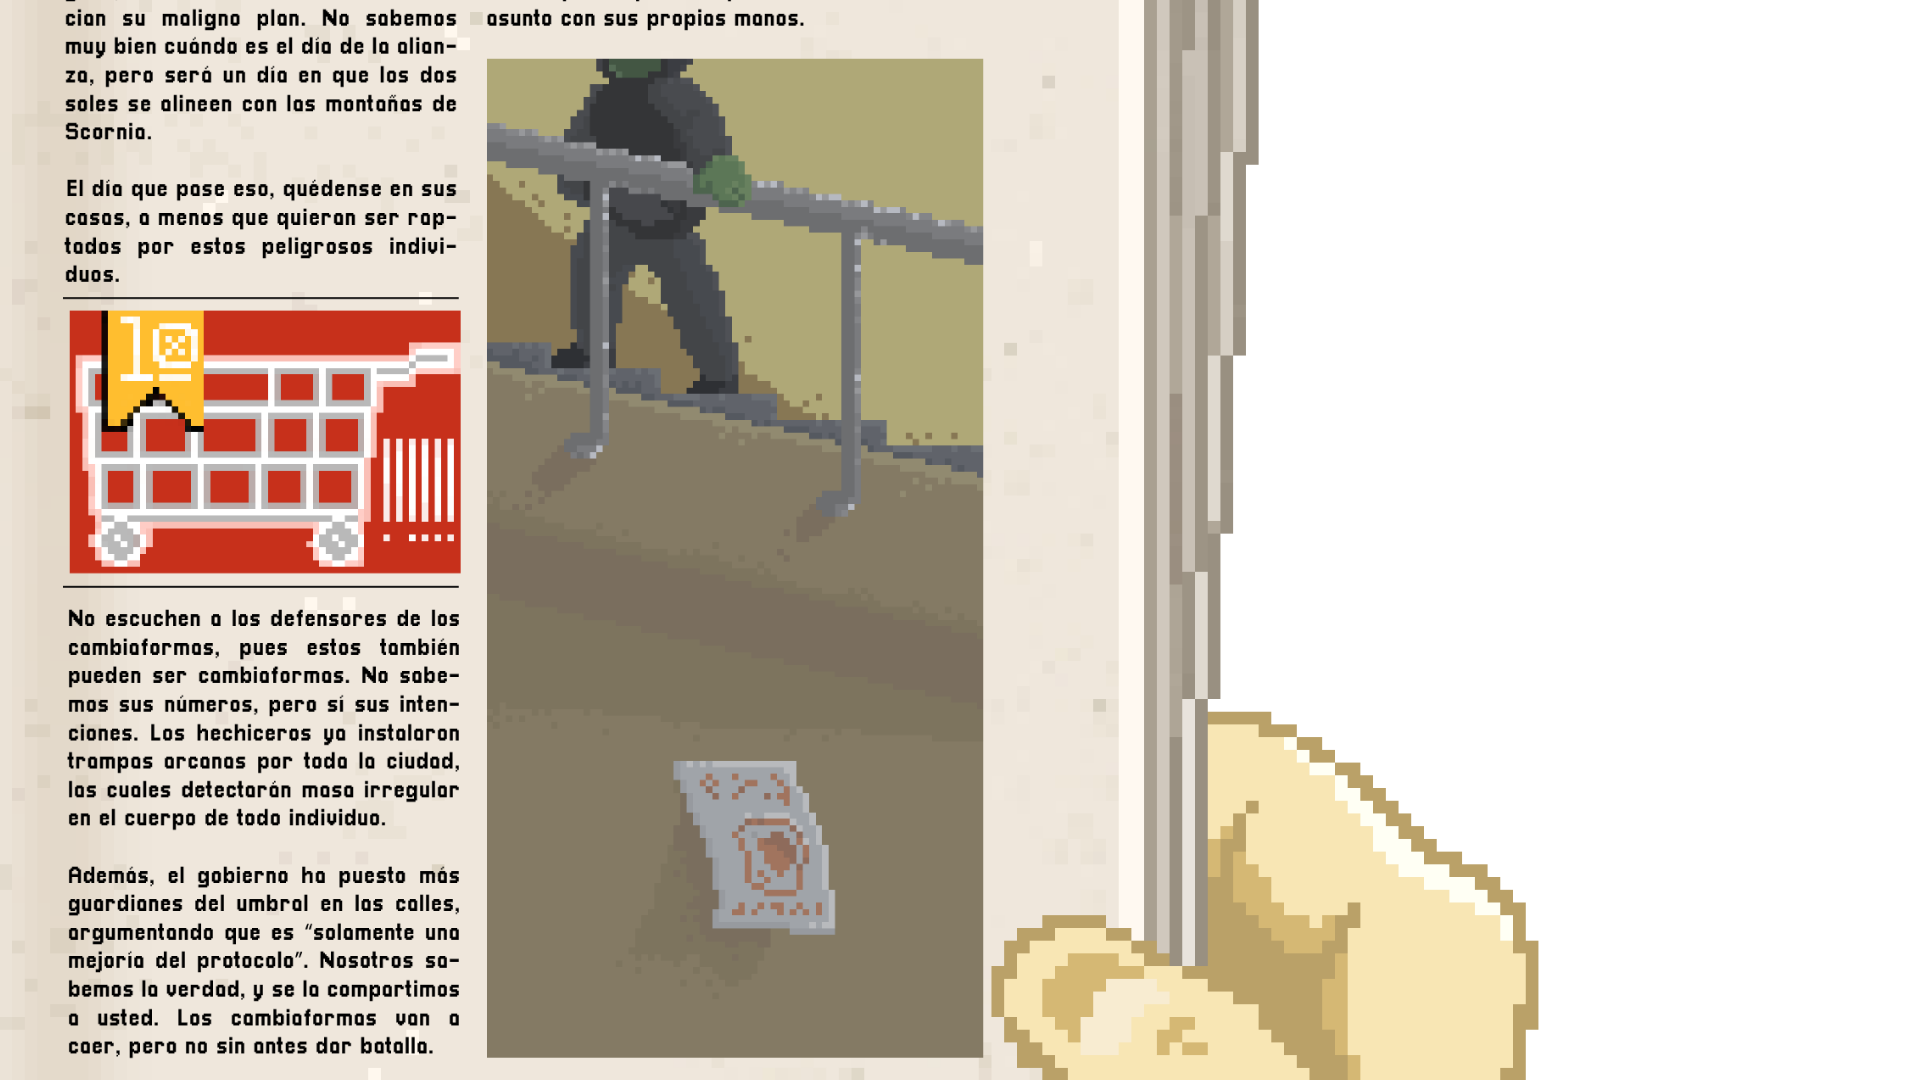 cian su maligno plan. No sabemos
muy bien cuándo es el día de la alian-
za, pero será un día en que los dos
soles se alineen con las montañas de
Scornia.
El día que pase eso, quédense en sus
casas, a menos que quieran ser rap-
tados por estos peligrosos indivi-
duos.
10
No escuchen a los defensores de los
cambiaformas, pues estos también
pueden ser cambiaformas. No sabe-
mos sus números, pero sí sus inten-
ciones. Los hechiceros ya instalaron
trampas arcanas por toda la ciudad,
las cuales detectarán masa irregular
en el cuerpo de todo individuo.
Además, el gobierno ha puesto más
guardianes del umbral en las calles,
argumentando que es “solamente una
mejoría del protocolo”. Nosotros sa-
bemos la verdad, y se la compartimos
a usted. Los cambiaformas van a
caer, pero no sin antes dar batalla.
asunto con sus propias manos.